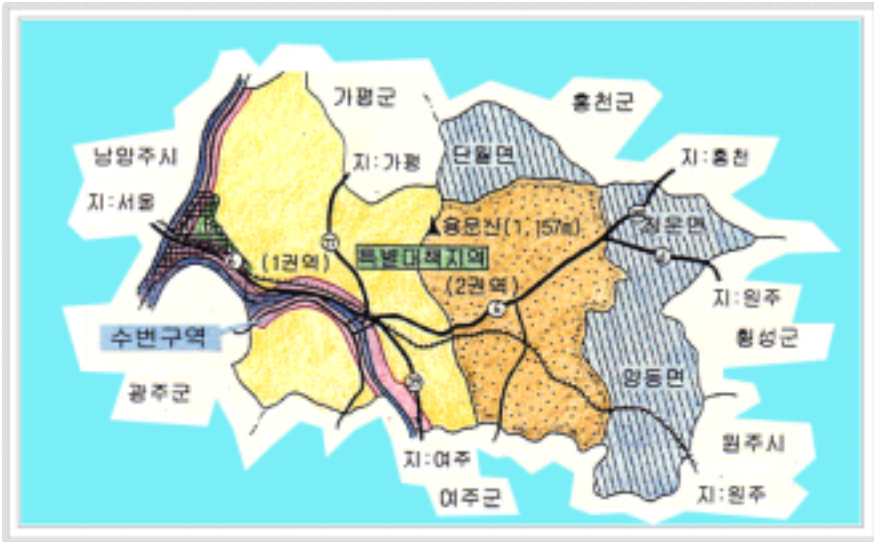 가평군
홍천군
남양주시
단월면
지:홍천
지:가평
지:서울
용문산(1,157m)
청운면
(1권역)
특별대책지역
(2권역)
지:원주
수변구역
횡성군
양동면
광주군
원주시
지:여주
여주군
지:원주
6